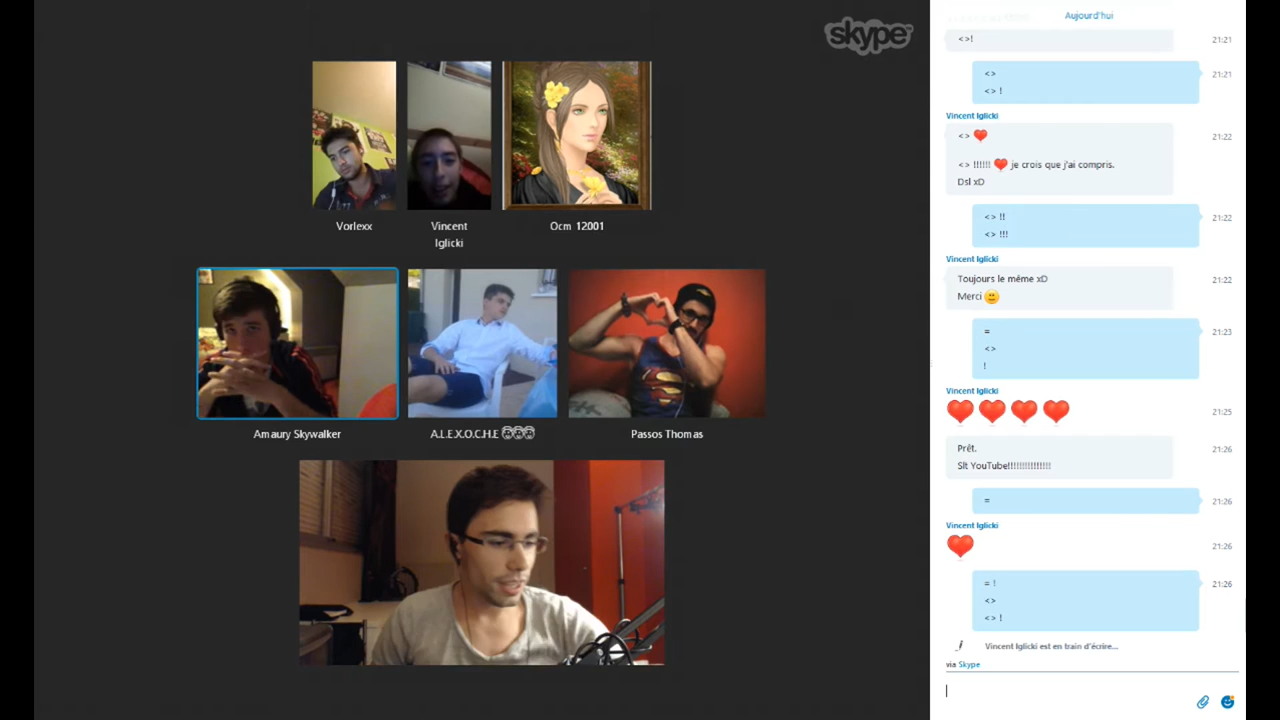 skype
Vorlexx
Vincent
Iglicki
Ocm 12001
Amaury Skywalker
A.L.E.X.O.C.H.E
Passos Thomas
Aujourd'hui
<>!
21:21
<>
<> !
21:21
Vincent Iglicki
<>
21:22
<> !!!!!! je crois que j'ai compris.
Dsl xD
<> !!
21:22
<> !!!
Vincent Iglicki
Toujours le même xD
21:22
Merci
=
21:23
<>
!
Vincent Iglicki
21:25
Prêt.
21:26
Slt YouTube!!!!!!!!!!!!!!!
=
21:26
Vincent Iglicki
21:26
= !
21:26
<>
<> !
Vincent Iglicki est en train d'écrire...
via Skype